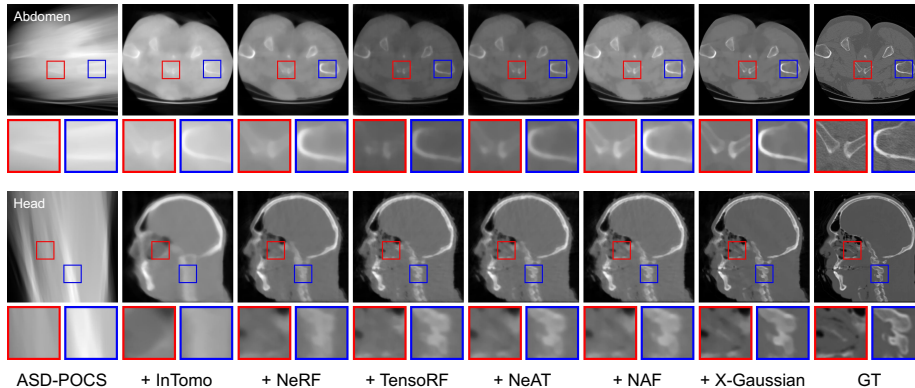 Abdomen
Head
ASD-POCS + InTomo + NeRF + TensoRF + NeAT + NAF + X-Gaussian GT